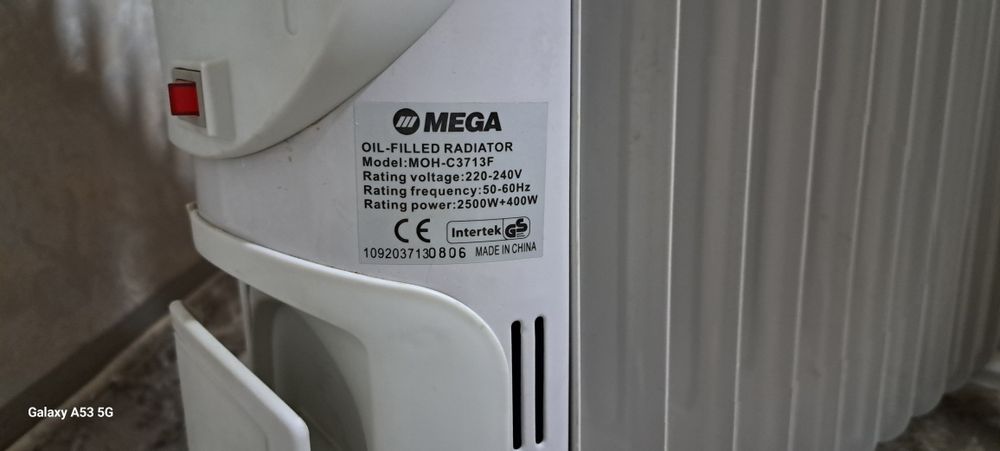 MEGA
OIL-FILLED RADIATOR
Model:MOH-C3713F
Rating voltage:220-240V
Rating frequency:50-60Hz
Rating power:2500W+400W
CE Intertek GS
1092037130806 MADE IN CHINA
Galaxy A53 5G